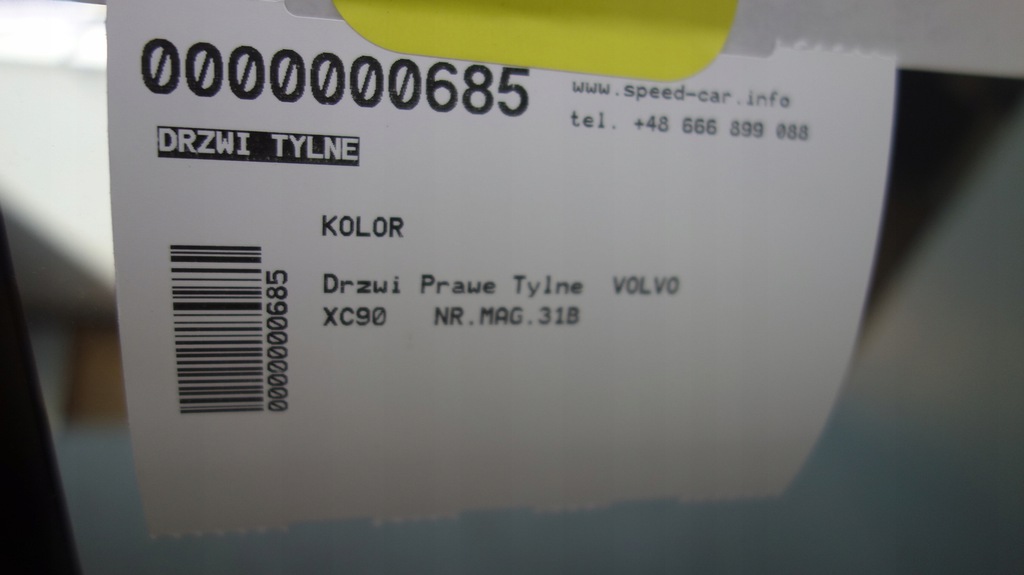 0000000685
www.speed-car.info
tel. +48 666 899 088
DRZWI TYLNE
KOLOR
Drzwi Prawe Tylne VOLVO
XC90 NR.MAG.31B
0000000685